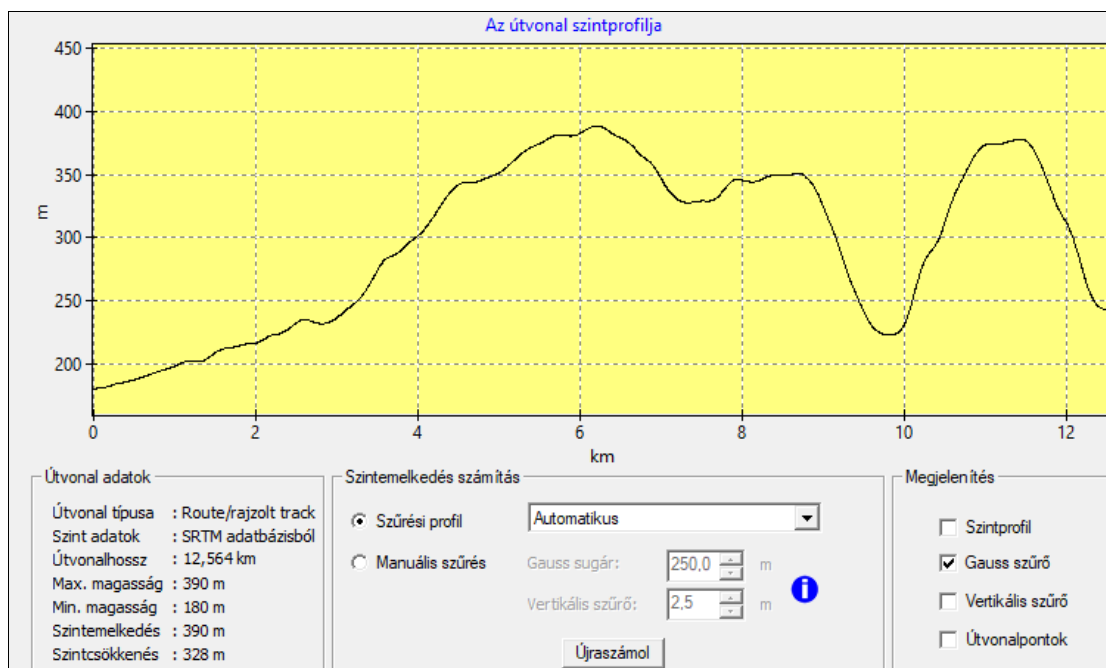 Az útvonal szintprofilja
450
400
350
300
250
200
m
0 2 4 6 8 10 12
km
Útvonal adatok
Útvonal típusa : Route/rajzolt track
Szint adatok : SRTM adatbázisból
Útvonalhossz : 12,564 km
Max. magasság : 390 m
Min. magasság : 180 m
Szintemelkedés : 390 m
Szintcsökkenés : 328 m
Szintemelkedés számítás
Szűrési profil Automatikus
Manuális szűrés Gauss sugár: 250,0 m
Vertikális szűrő: 2,5 m
i
Újraszámol
Megjelenítés
Szintprofil
Gauss szűrő
Vertikális szűrő
Útvonalpontok